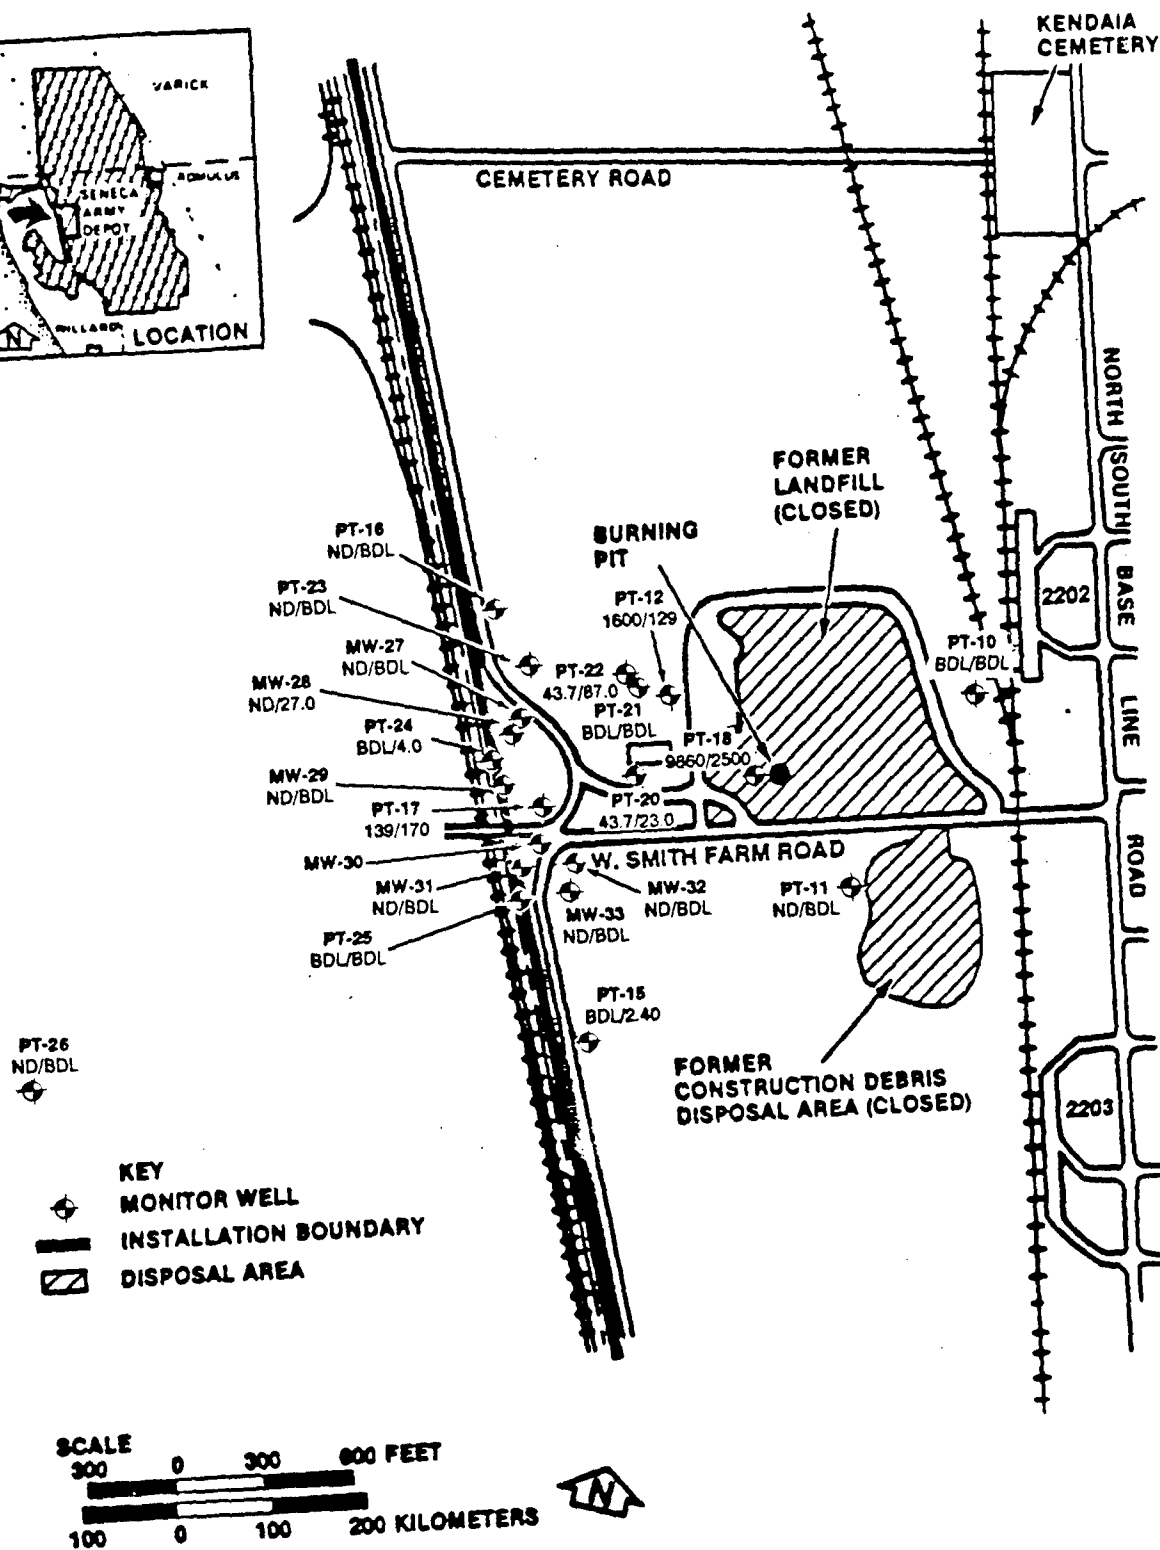 KENDAIA
CEMETERY
VARICK
ROMULUS
SENECA
ARMY
DEPOT
N
LOCATION
CEMETERY ROAD
NORTH/SOUTH BASE LINE ROAD
FORMER
LANDFILL
(CLOSED)
BURNING
PIT
PT-16
ND/BDL
PT-23
ND/BDL
PT-12
1600/129
2202
MW-27
ND/BDL
PT-22
43.7/87.0
PT-10
BDL/BDL
MW-28
ND/27.0
PT-21
BDL/BDL
PT-24
BDL/4.0
PT-18
9860/2500
MW-29
ND/BDL
PT-17
139/170
PT-20
43.7/23.0
MW-30
W. SMITH FARM ROAD
MW-31
ND/BDL
MW-32
ND/BDL
PT-11
ND/BDL
MW-33
ND/BDL
PT-25
BDL/BDL
PT-15
BDL/2.40
PT-26
ND/BDL
FORMER
CONSTRUCTION DEBRIS
DISPOSAL AREA (CLOSED)
2203
KEY
MONITOR WELL
INSTALLATION BOUNDARY
DISPOSAL AREA
SCALE
300 0 300 600 FEET
100 0 100 200 KILOMETERS
N